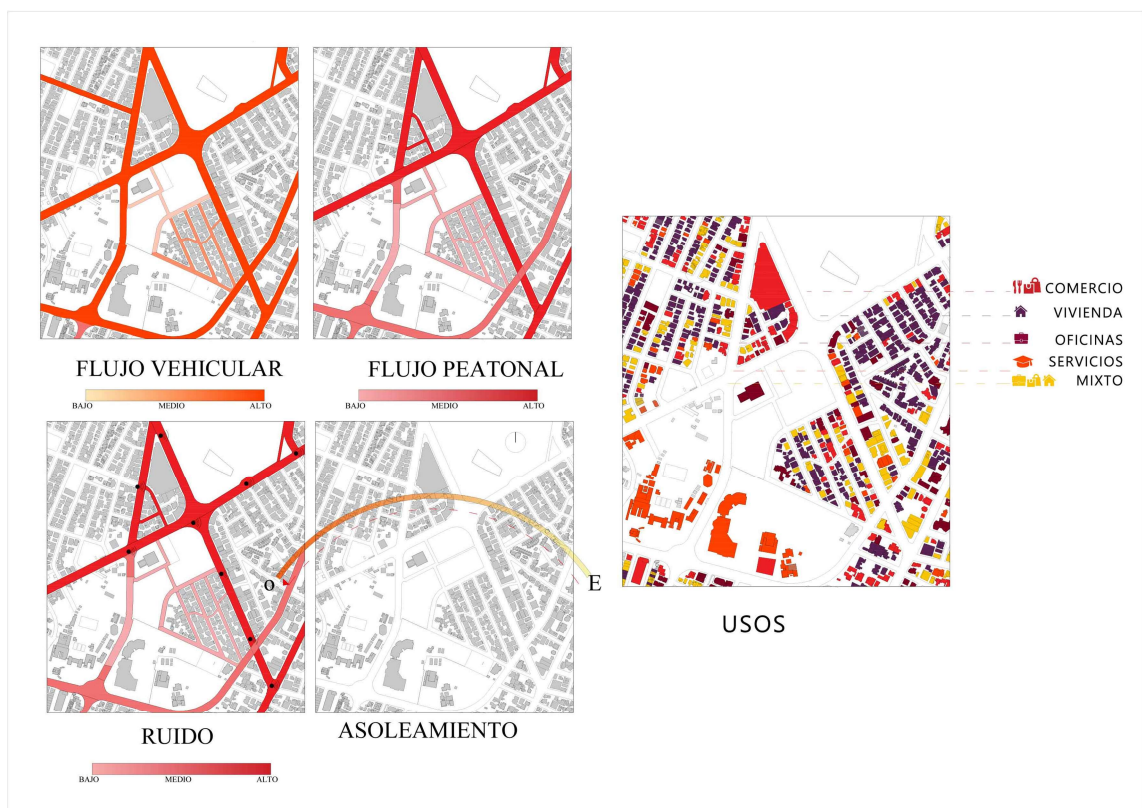 FLUJO VEHICULAR
BAJO MEDIO ALTO
FLUJO PEATONAL
BAJO MEDIO ALTO
RUIDO
BAJO MEDIO ALTO
O
E
ASOLEAMIENTO
USOS
COMERCIO
VIVIENDA
OFICINAS
SERVICIOS
MIXTO